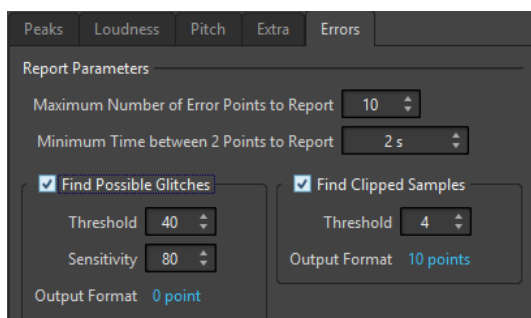 Peaks Loudness Pitch Extra Errors
Report Parameters
Maximum Number of Error Points to Report 10
Minimum Time between 2 Points to Report 2 s
Find Possible Glitches Find Clipped Samples
Threshold 40 Threshold 4
Sensitivity 80 Output Format 10 points
Output Format 0 point